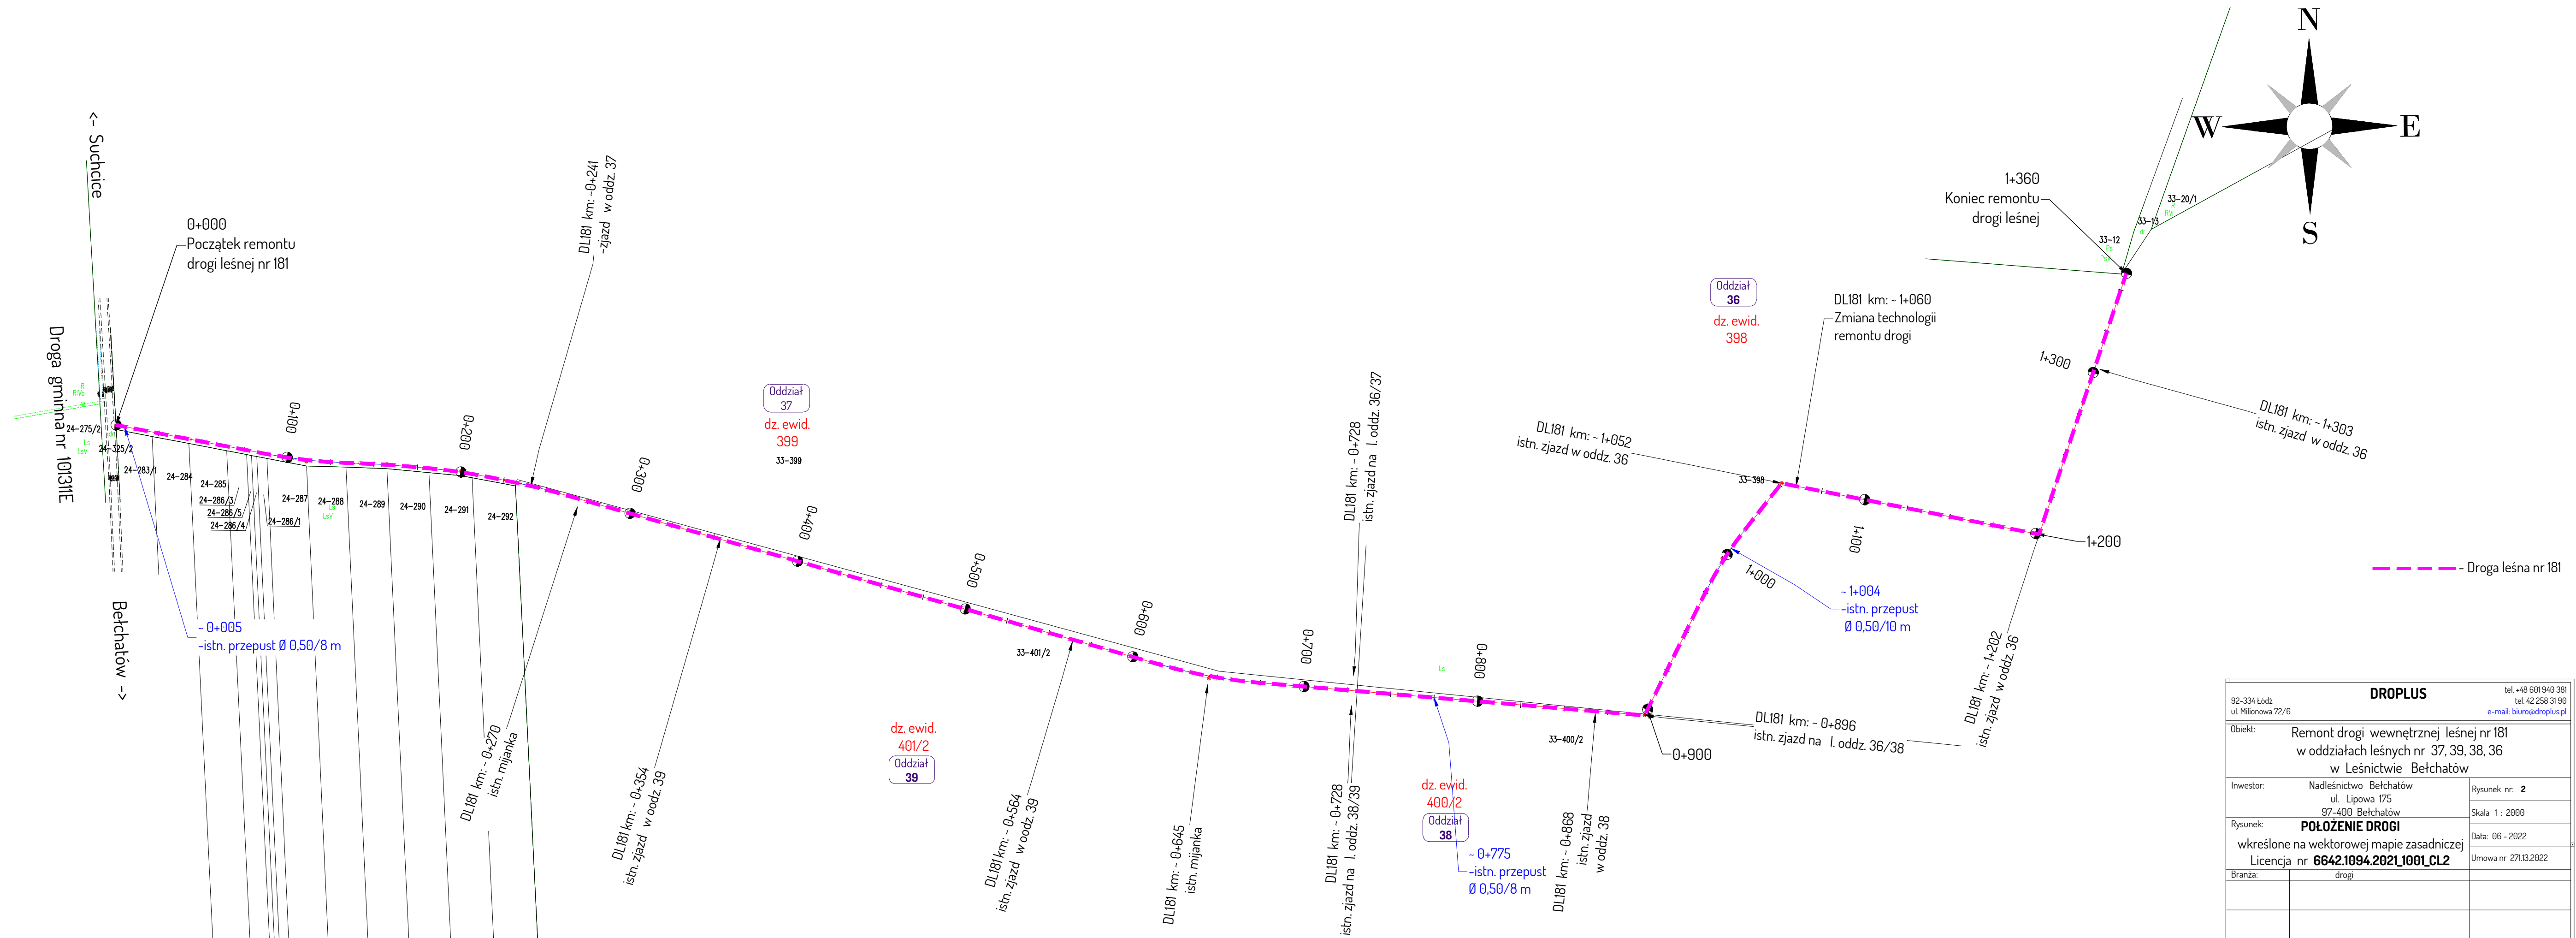 <- Suchcice
Droga gminna nr 101311E
Bełchatów ->
0+000
Początek remontu
drogi leśnej nr 181
R
RIVb
24-275/2
Ls
LsV
24-325/2
24-283/1
24-284
24-285
24-286/3
24-286/5
24-286/4
24-286/1
24-287
24-288
Ls
LsV
24-289
24-290
24-291
24-292
~ 0+005
-istn. przepust Ø 0,50/8 m
0+100
0+200
0+300
0+400
0+500
0+600
0+700
0+800
DL181 km: ~0+241
-zjazd w oddz. 37
Oddział
37
dz. ewid.
399
33-399
DL181 km: ~ 0+270
istn. mijanka
DL181 km: ~ 0+354
istn. zjazd w oodz. 39
dz. ewid.
401/2
Oddział
39
33-401/2
DL181 km: ~ 0+564
istn. zjazd w oodz. 39
DL181 km: ~ 0+645
istn. mijanka
DL181 km: ~ 0+728
istn. zjazd na l. oddz. 36/37
DL181 km: ~ 0+728
istn. zjazd na l. oddz. 38/39
Ls
dz. ewid.
400/2
Oddział
38
~ 0+775
-istn. przepust
Ø 0,50/8 m
33-400/2
DL181 km: ~ 0+868
istn. zjazd
w oddz. 38
0+900
DL181 km: ~ 0+896
istn. zjazd na l. oddz. 36/38
1+000
~ 1+004
-istn. przepust
Ø 0,50/10 m
DL181 km: ~ 1+052
istn. zjazd w oddz. 36
33-398
Oddział
36
dz. ewid.
398
DL181 km: ~ 1+060
Zmiana technologii
remontu drogi
1+100
1+200
DL181 km: ~ 1+202
istn. zjazd w oddz. 36
1+300
DL181 km: ~ 1+303
istn. zjazd w oddz. 36
1+360
Koniec remontu
drogi leśnej
33-12
Ps
PsV
33-13
dr
33-20/1
R
RVI
N
W
E
S
- Droga leśna nr 181
92-334 Łódź
ul. Milionowa 72/6
DROPLUS
tel. +48 601 940 381
tel. 42 258 31 90
e-mail: biuro@droplus.pl
Obiekt:
Remont drogi wewnętrznej leśnej nr 181
w oddziałach leśnych nr 37, 39, 38, 36
w Leśnictwie Bełchatów
Inwestor:
Nadleśnictwo Bełchatów
ul. Lipowa 175
97-400 Bełchatów
Rysunek nr: 2
Skala 1 : 2000
Rysunek:
POŁOŻENIE DROGI
wkreślone na wektorowej mapie zasadniczej
Licencja nr 6642.1094.2021_1001_CL2
Data: 06 - 2022
Umowa nr 271.13.2022
Branża:
drogi